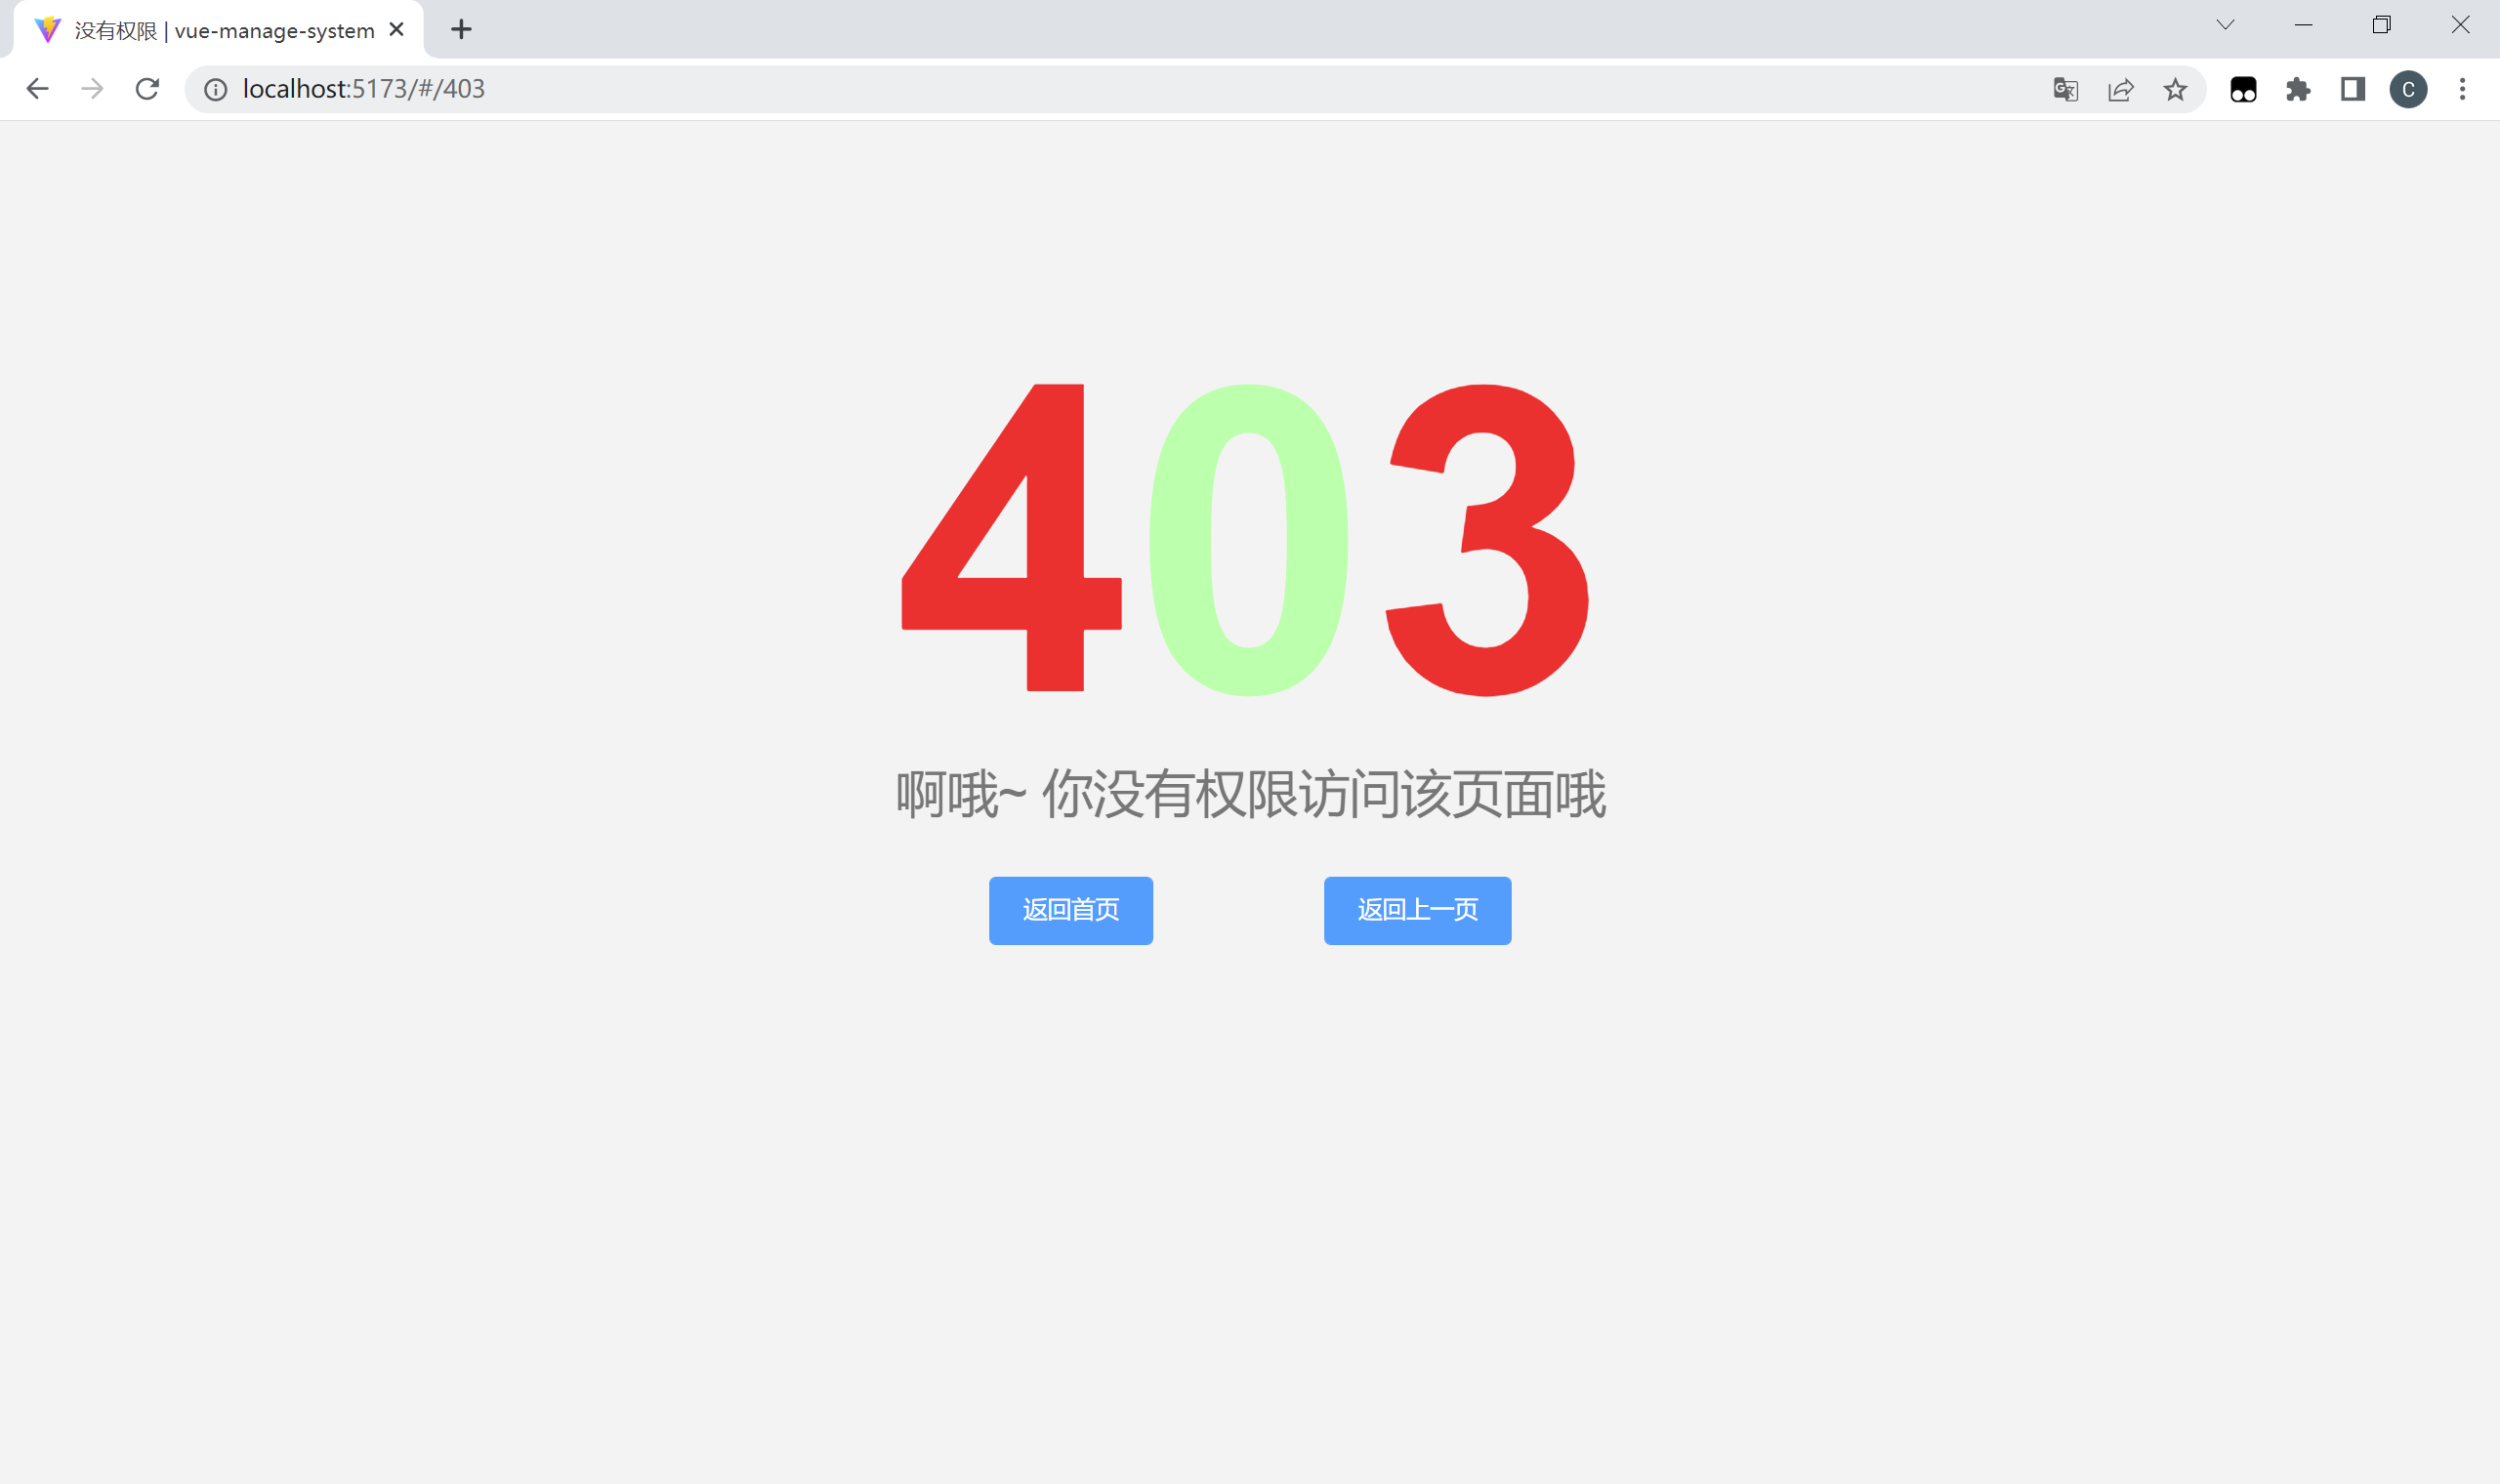 没有权限 | vue-manage-system
localhost:5173/#/403
C
403
啊哦~ 你没有权限访问该页面哦
返回首页
返回上一页